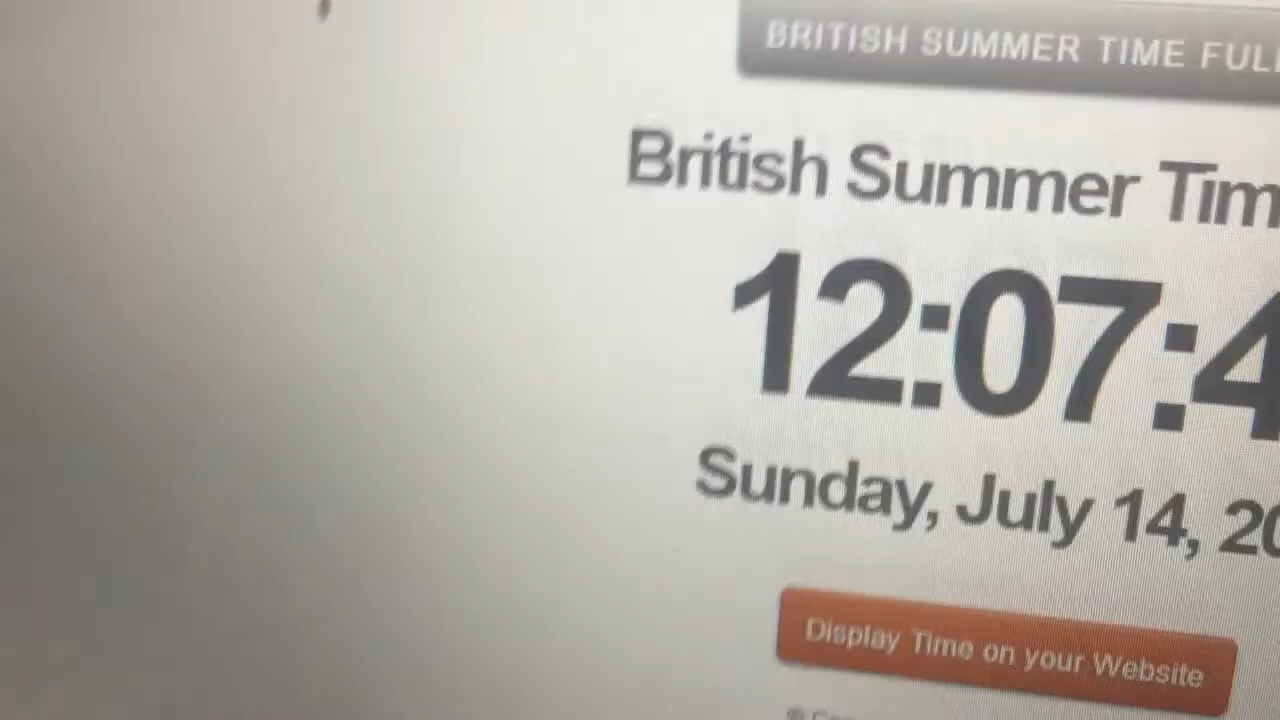 BRITISH SUMMER TIME FULL
British Summer Tim
12:07:4
Sunday, July 14, 20
Display Time on your Website